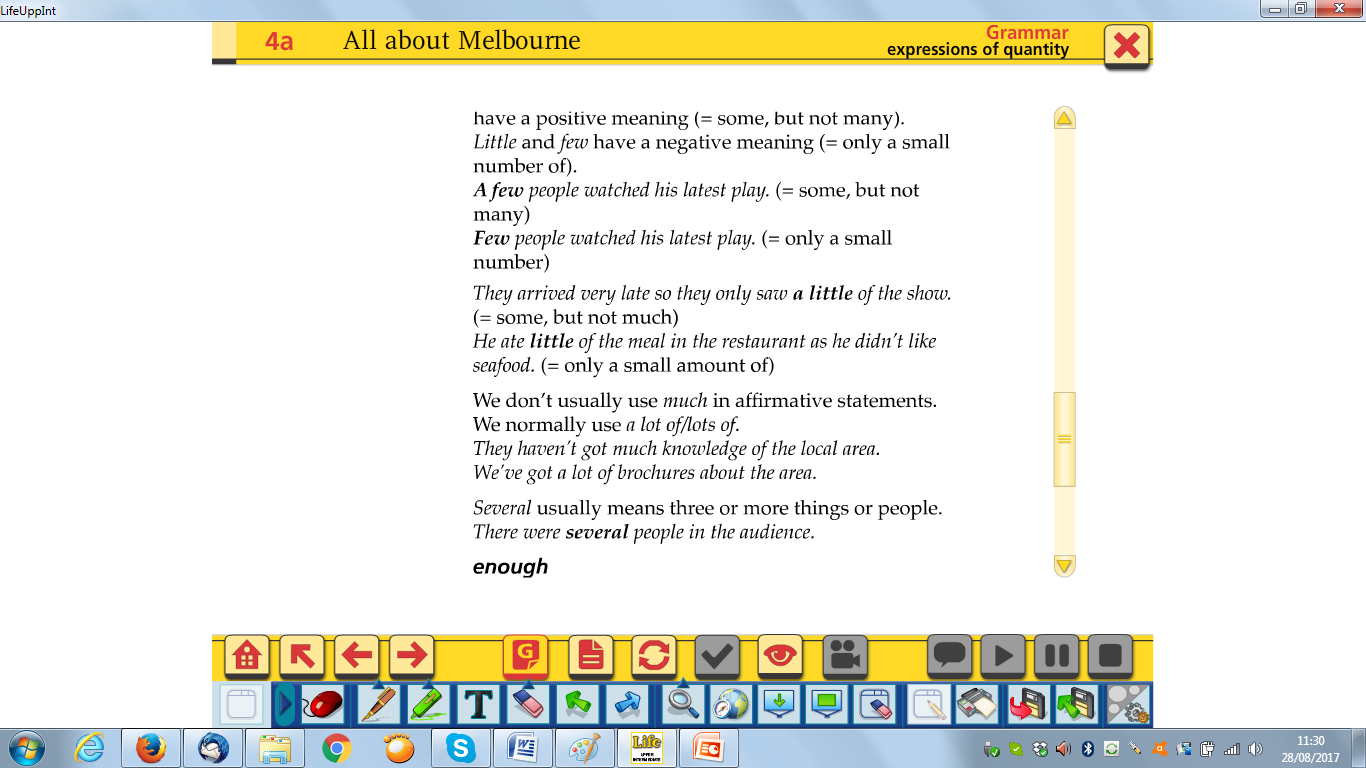 LifeUppInt
4a All about Melbourne
Grammar
expressions of quantity
have a positive meaning (= some, but not many).
Little and few have a negative meaning (= only a small
number of).
A few people watched his latest play. (= some, but not
many)
Few people watched his latest play. (= only a small
number)
They arrived very late so they only saw a little of the show.
(= some, but not much)
He ate little of the meal in the restaurant as he didn't like
seafood. (= only a small amount of)
We don't usually use much in affirmative statements.
We normally use a lot of/lots of.
They haven't got much knowledge of the local area.
We've got a lot of brochures about the area.
Several usually means three or more things or people.
There were several people in the audience.
enough
G
T
Life
UPPER
INTERMEDIATE
11:30
28/08/2017